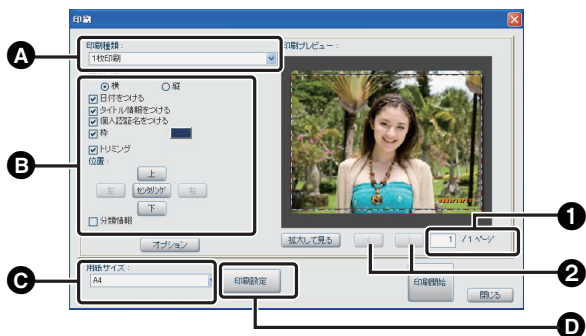 印刷
A
印刷種類：
1枚印刷
印刷プレビュー：
B
横 縦
日付をつける
タイトル/情報をつける
個人認証名をつける
枠
トリミング
位置：
上
左 センタリング 右
下
分類情報
オプション
拡大して見る
1 / 1 ページ
1
2
C
用紙サイズ：
A4
印刷設定
印刷開始
閉じる
D